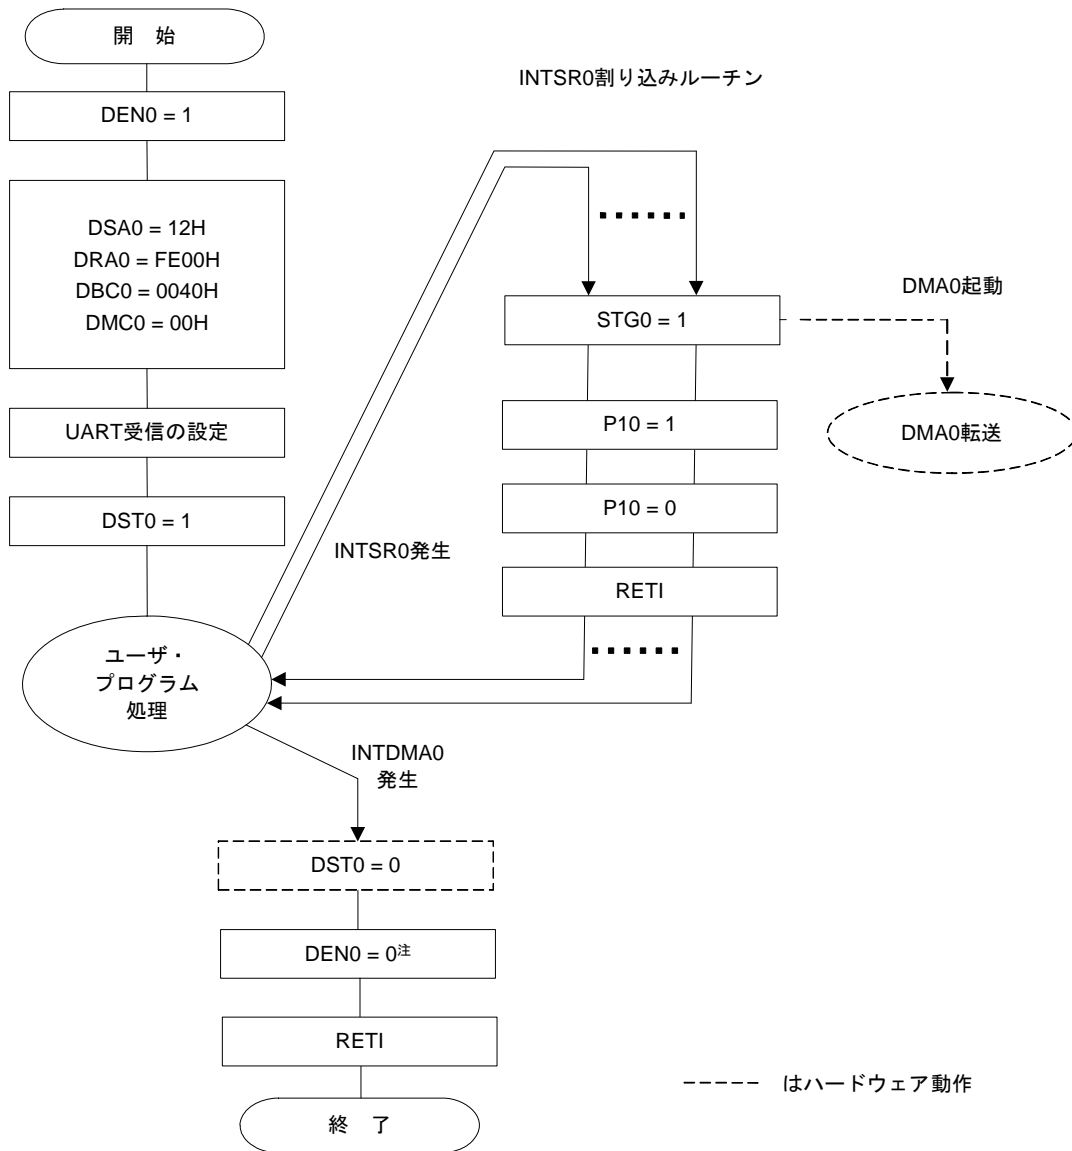 開 始
DEN0 = 1
DSA0 = 12H
DRA0 = FE00H
DBC0 = 0040H
DMC0 = 00H
UART受信の設定
DST0 = 1
ユーザ・
プログラム
処理
INTSR0割り込みルーチン
INTSR0発生
STG0 = 1
P10 = 1
P10 = 0
RETI
DMA0起動
DMA0転送
INTDMA0
発生
DST0 = 0
DEN0 = 0注
RETI
終 了
はハードウェア動作